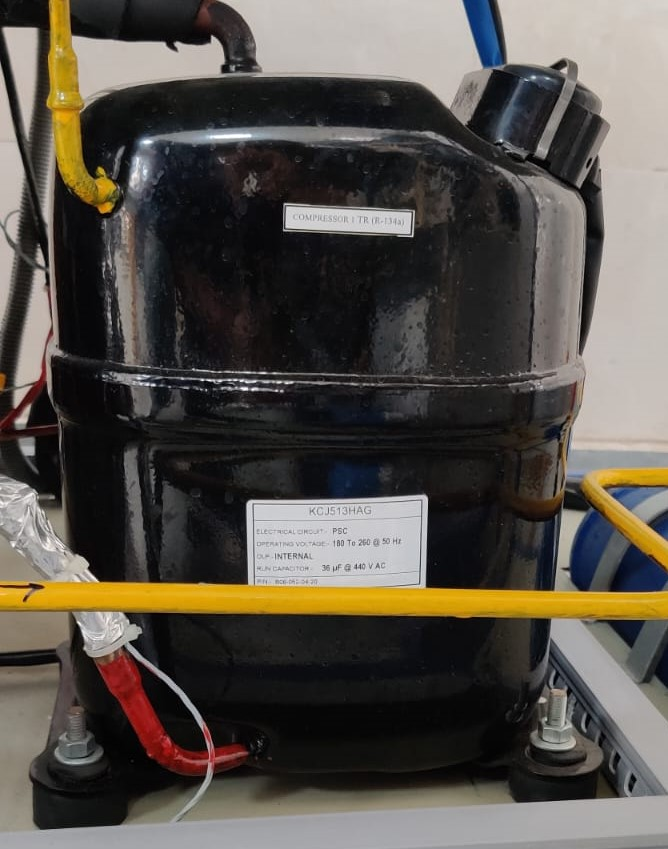 COMPRESSOR 1 TR (R-134a)
KCJ513HAG
ELECTRICAL CIRCUIT:- PSC
OPERATING VOLTAGE:- 180 To 260 @ 50 Hz
OLP:- INTERNAL
RUN CAPACITOR:- 36 µF @ 440 V AC
P/N: